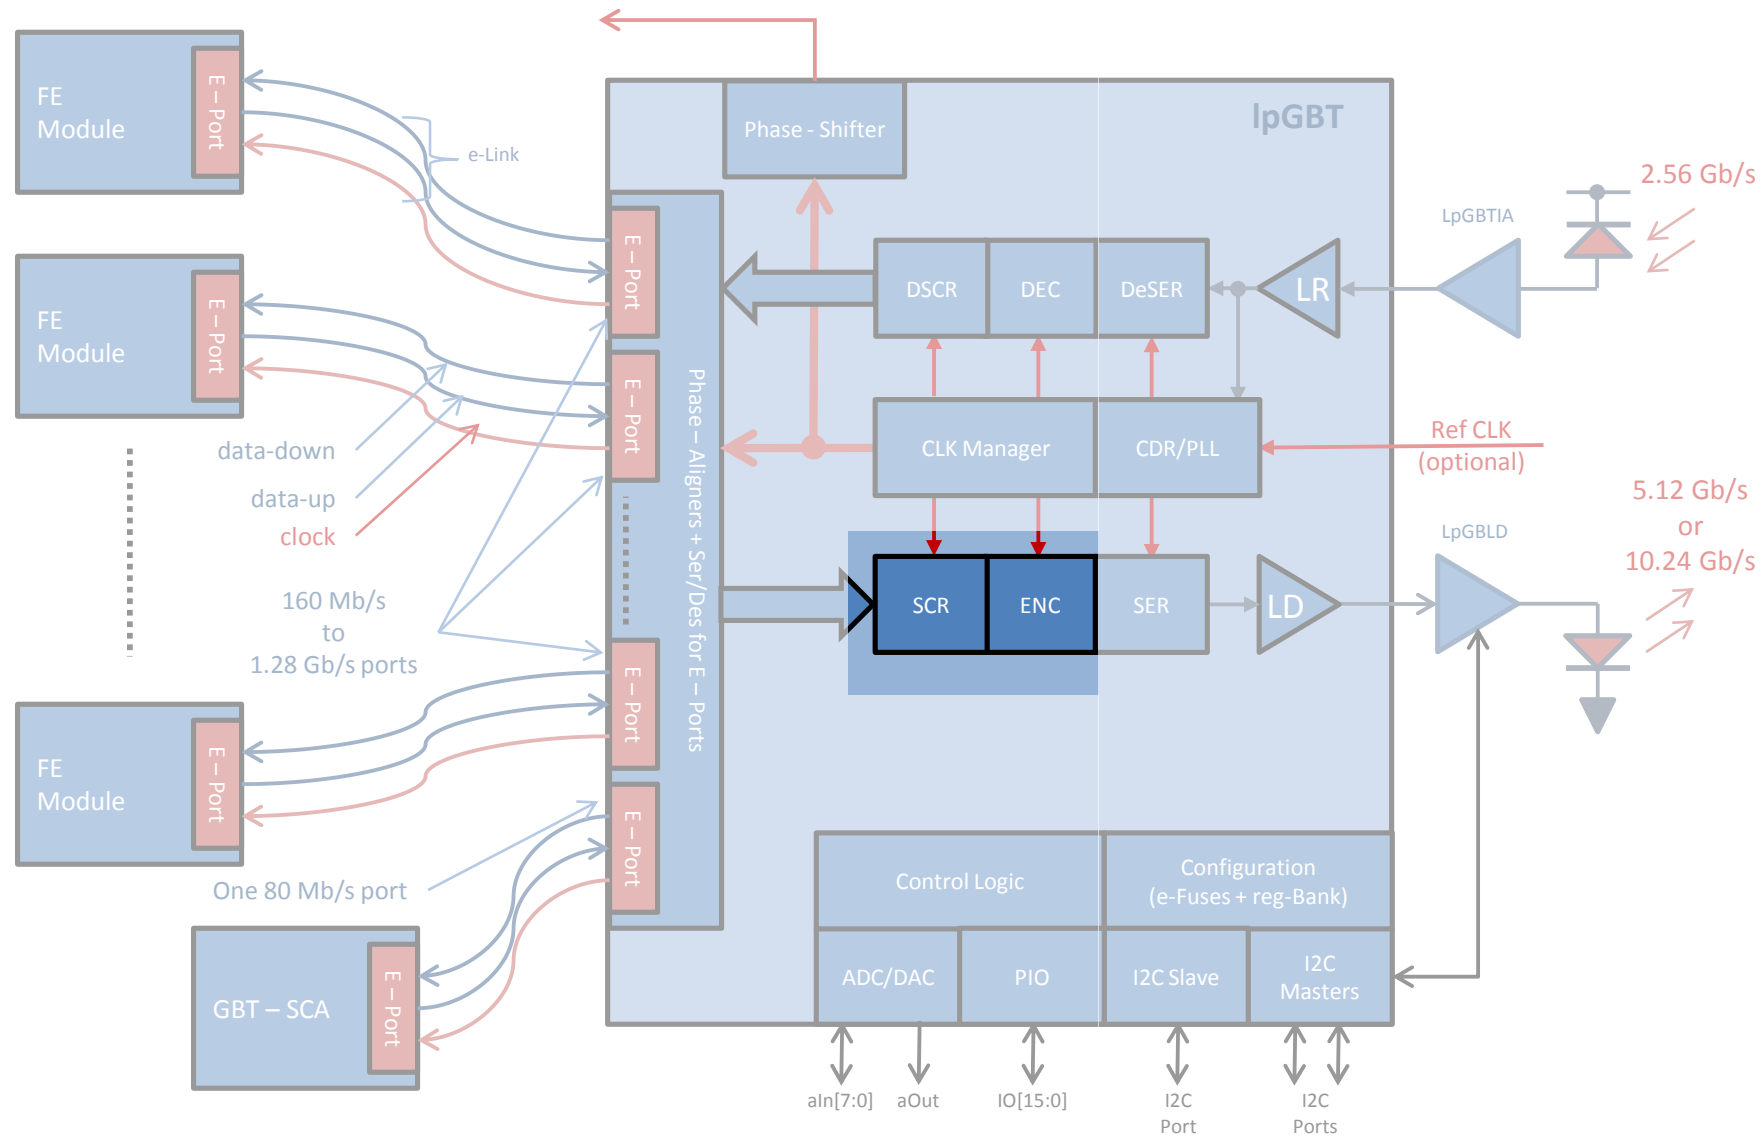 FE
Module
E – Port
e-Link
FE
Module
E – Port
data-down
data-up
clock
160 Mb/s
to
1.28 Gb/s ports
FE
Module
E – Port
One 80 Mb/s port
GBT – SCA
E – Port
lpGBT
Phase - Shifter
E – Port
E – Port
E – Port
E – Port
Phase – Aligners + Ser/Des for E – Ports
DSCR
DEC
DeSER
LR
LpGBTIA
2.56 Gb/s
CLK Manager
CDR/PLL
Ref CLK
(optional)
SCR
ENC
SER
LD
LpGBLD
5.12 Gb/s
or
10.24 Gb/s
Control Logic
Configuration
(e-Fuses + reg-Bank)
ADC/DAC
PIO
I2C Slave
I2C
Masters
aIn[7:0]
aOut
IO[15:0]
I2C
Port
I2C
Ports